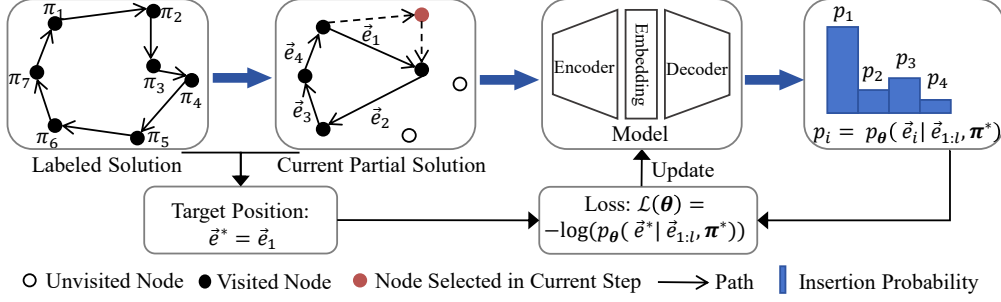 π₁
π₂
π₃
π₄
π₅
π₆
π₇
Labeled Solution
e⃗₁
e⃗₂
e⃗₃
e⃗₄
Current Partial Solution
Encoder
Embedding
Decoder
Model
p₁
p₂
p₃
p₄
pᵢ = p_𝜽( e⃗ᵢ| e⃗₁:ₗ, 𝝅*)
Update
Target Position:
e⃗* = e⃗₁
Loss: ℒ(𝜽) =
−log(p_𝜽( e⃗*| e⃗₁:ₗ, 𝝅*))
Unvisited Node
Visited Node
Node Selected in Current Step
Path
Insertion Probability